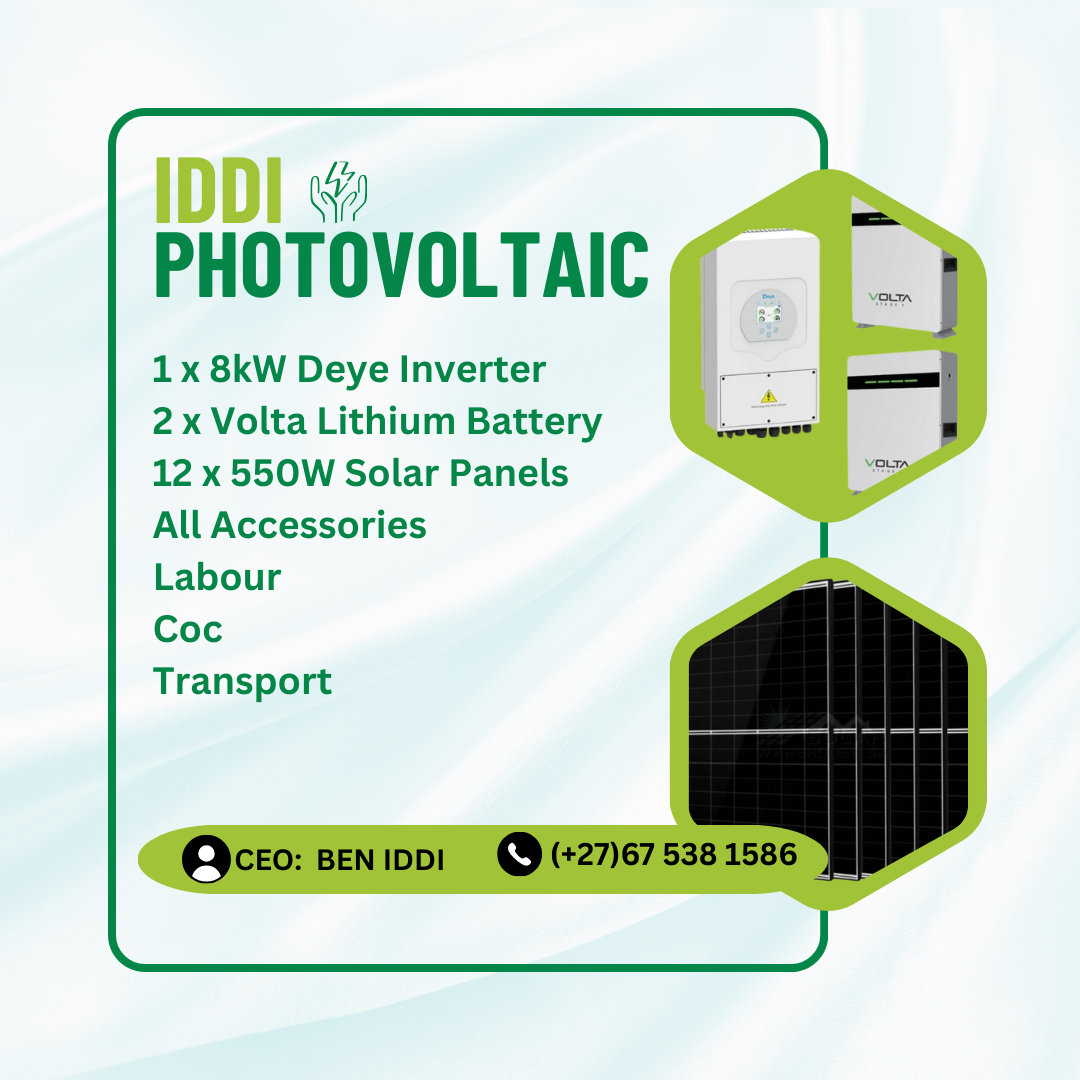 IDDI
PHOTOVOLTAIC
1 x 8kW Deye Inverter
2 x Volta Lithium Battery
12 x 550W Solar Panels
All Accessories
Labour
Coc
Transport
Deye
VOLTA
VOLTA
CEO: BEN IDDI
(+27)67 538 1586